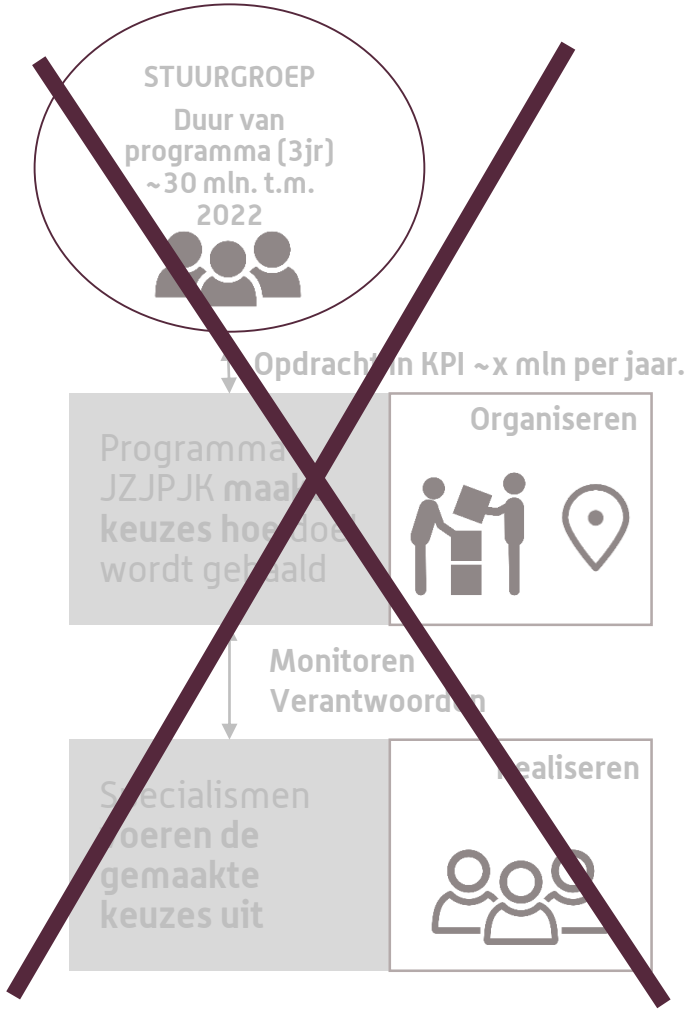 STUURGROEP
Duur van
programma (3jr)
~30 mln. t.m.
2022
Opdracht in KPI ~x mln per jaar.
Organiseren
Programma
JZJPJK maakt
keuzes hoe doel
wordt gehaald
Monitoren
Verantwoorden
Realiseren
Specialismen
voeren de
gemaakte
keuzes uit